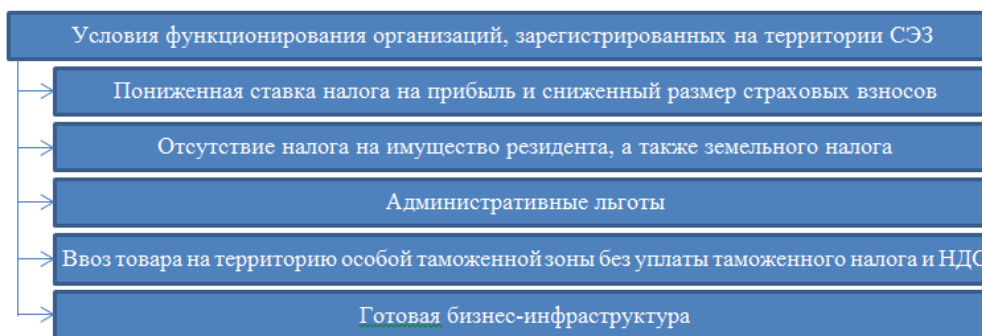 Условия функционирования организаций, зарегистрированных на территории СЭЗ
Пониженная ставка налога на прибыль и сниженный размер страховых взносов
Отсутствие налога на имущество резидента, а также земельного налога
Административные льготы
Ввоз товара на территорию особой таможенной зоны без уплаты таможенного налога и НДС
Готовая бизнес-инфраструктура